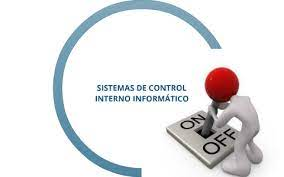 SISTEMAS DE CONTROL
INTERNO INFORMÁTICO
ON
OFF